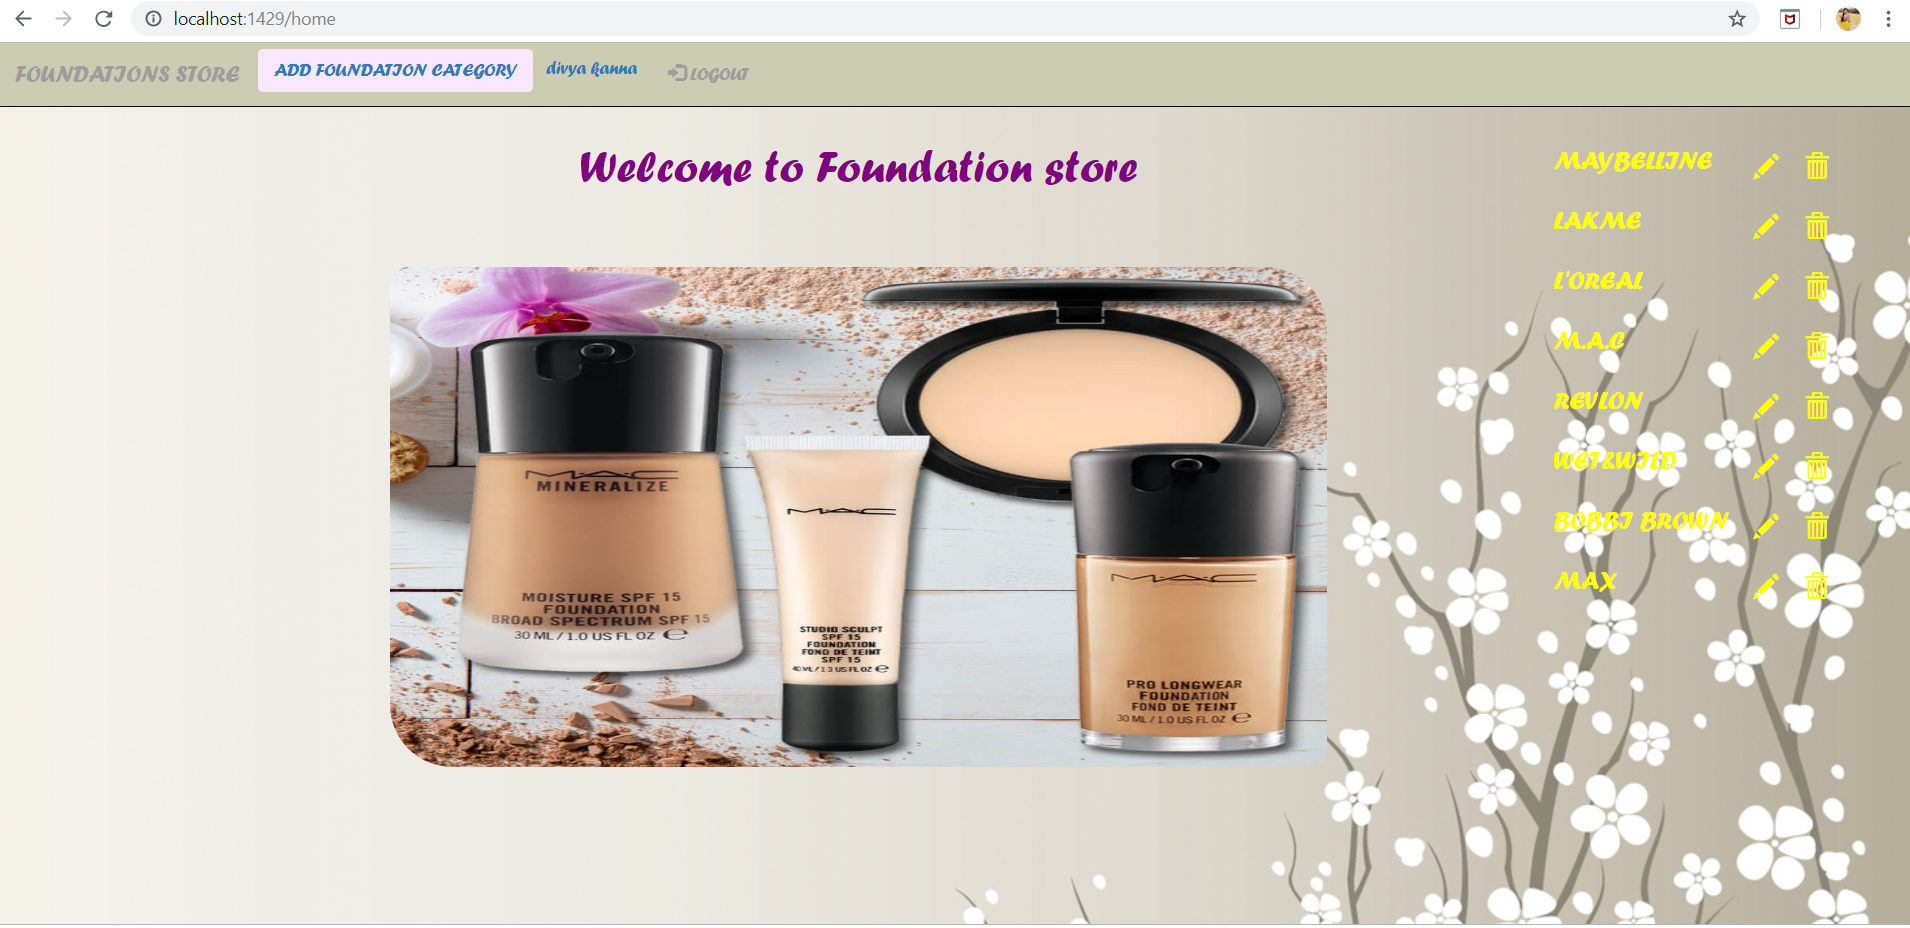 localhost:1429/home
FOUNDATIONS STORE
ADD FOUNDATION CATEGORY
divya kanna
LOGOUT
Welcome to Foundation store
MAYBELLINE
LAKME
L'OREAL
M.A.C
REVLON
WET&WILD
BOBBI BROWN
MAX
MAC
MINERALIZE
MOISTURE SPF 15
FOUNDATION
BROAD SPECTRUM SPF 15
30 ML / 1.0 US FL OZ ℮
MAC
STUDIO SCULPT
SPF 15
FOUNDATION
FOND DE TEINT
SPF 15
40 ML / 1.3 US FL OZ ℮
MAC
PRO LONGWEAR
FOUNDATION
FOND DE TEINT
30 ML / 1.0 US FL OZ ℮